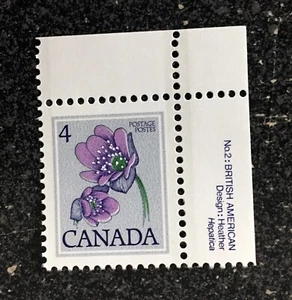 4
POSTAGE
POSTES
CANADA
No.2: BRITISH AMERICAN
Design: Heather
Hepatica